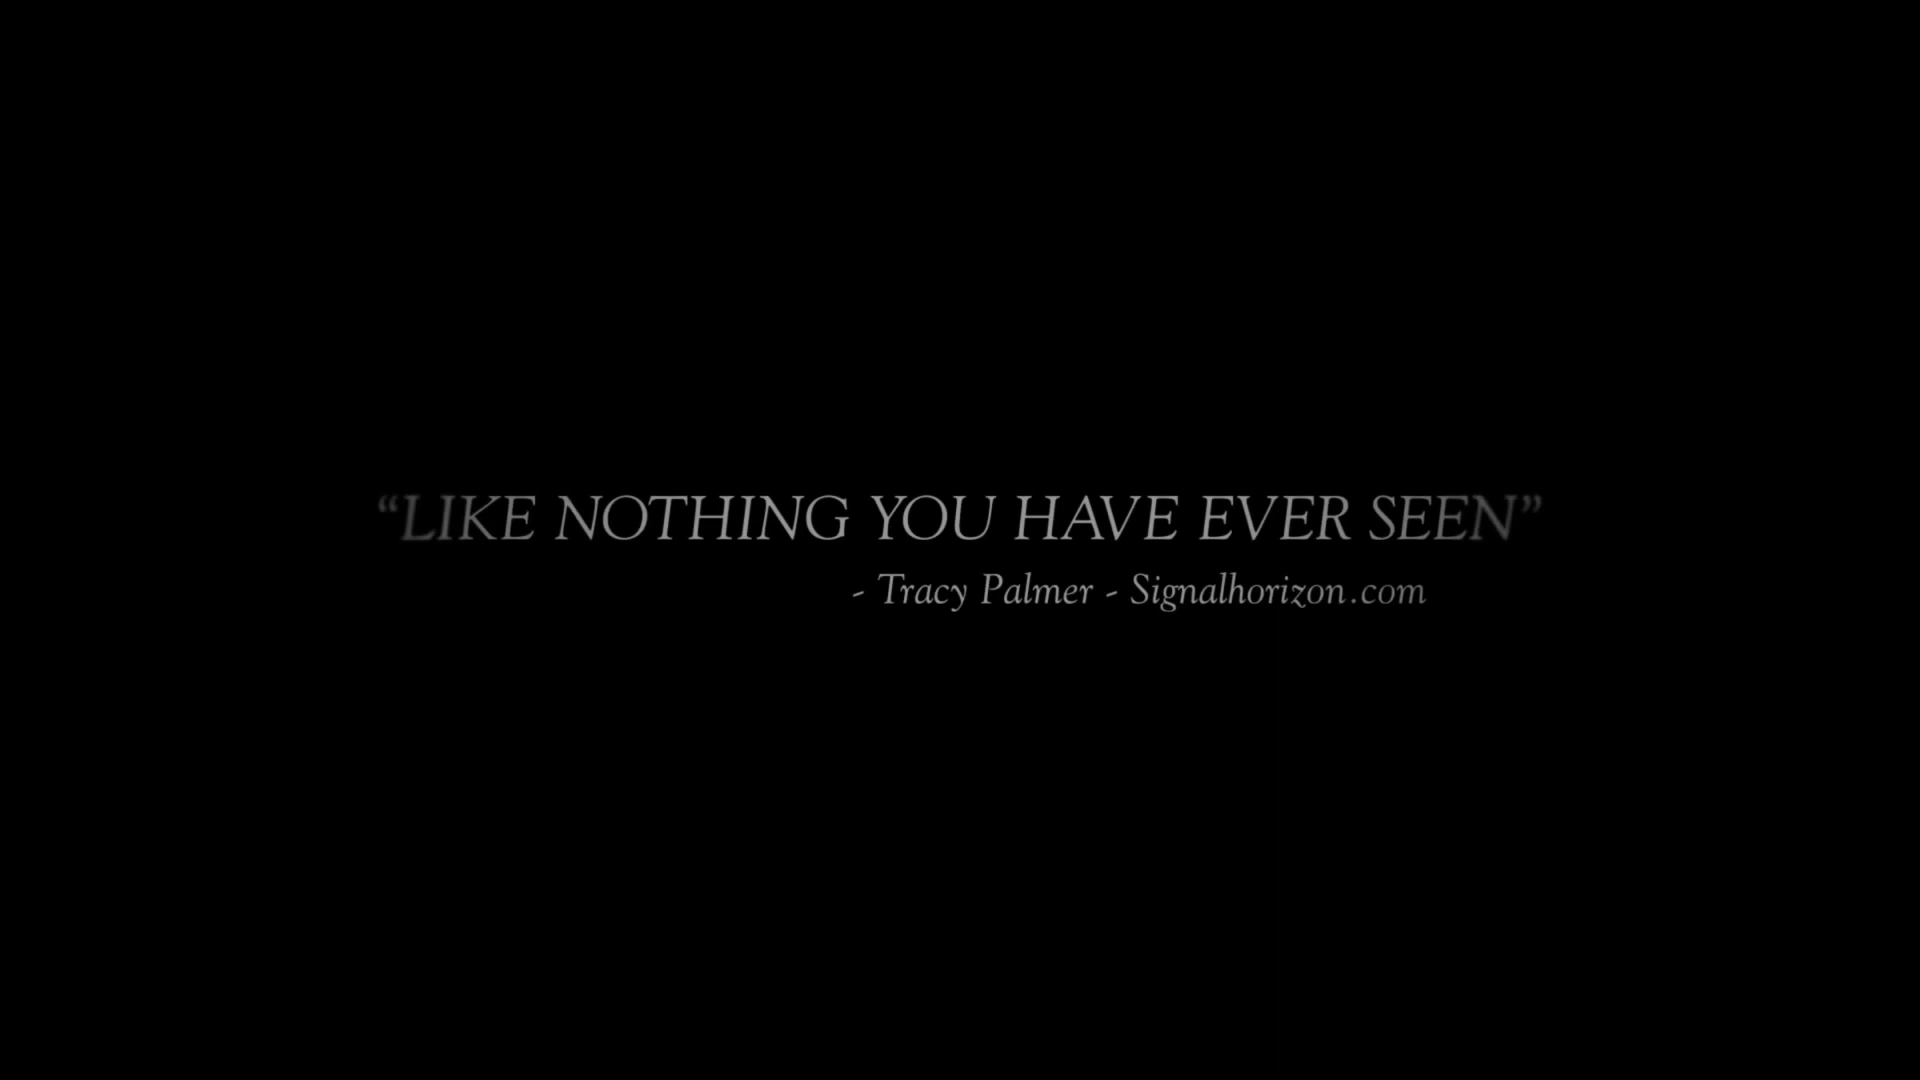 “LIKE NOTHING YOU HAVE EVER SEEN”
- Tracy Palmer - Signalhorizon.com